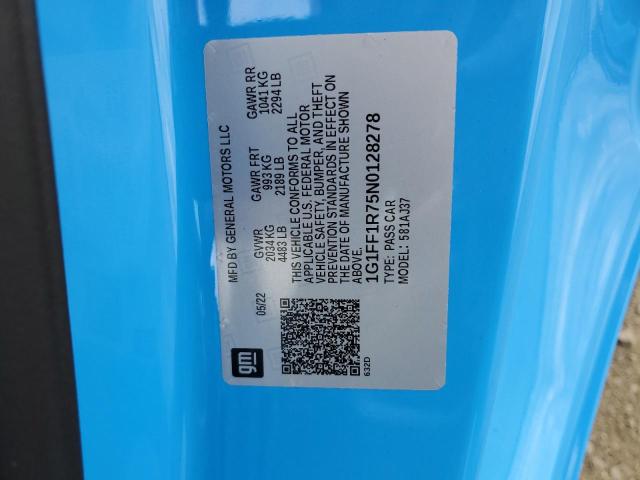 gm
05/22
MFD BY GENERAL MOTORS LLC
GVWR GAWR FRT GAWR RR
2034 KG 993 KG 1041 KG
4483 LB 2189 LB 2294 LB
THIS VEHICLE CONFORMS TO ALL
APPLICABLE U.S. FEDERAL MOTOR
VEHICLE SAFETY, BUMPER, AND THEFT
PREVENTION STANDARDS IN EFFECT ON
THE DATE OF MANUFACTURE SHOWN
ABOVE.
1G1FF1R75N0128278
TYPE: PASS CAR
MODEL: 581AJ37
632D